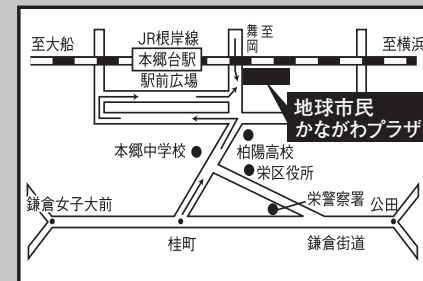 至大船
JR根岸線
舞岡
至
至横浜
本郷台駅
駅前広場
地球市民
かながわプラザ
本郷中学校
柏陽高校
栄区役所
鎌倉女子大前
栄警察署
公田
桂町
鎌倉街道